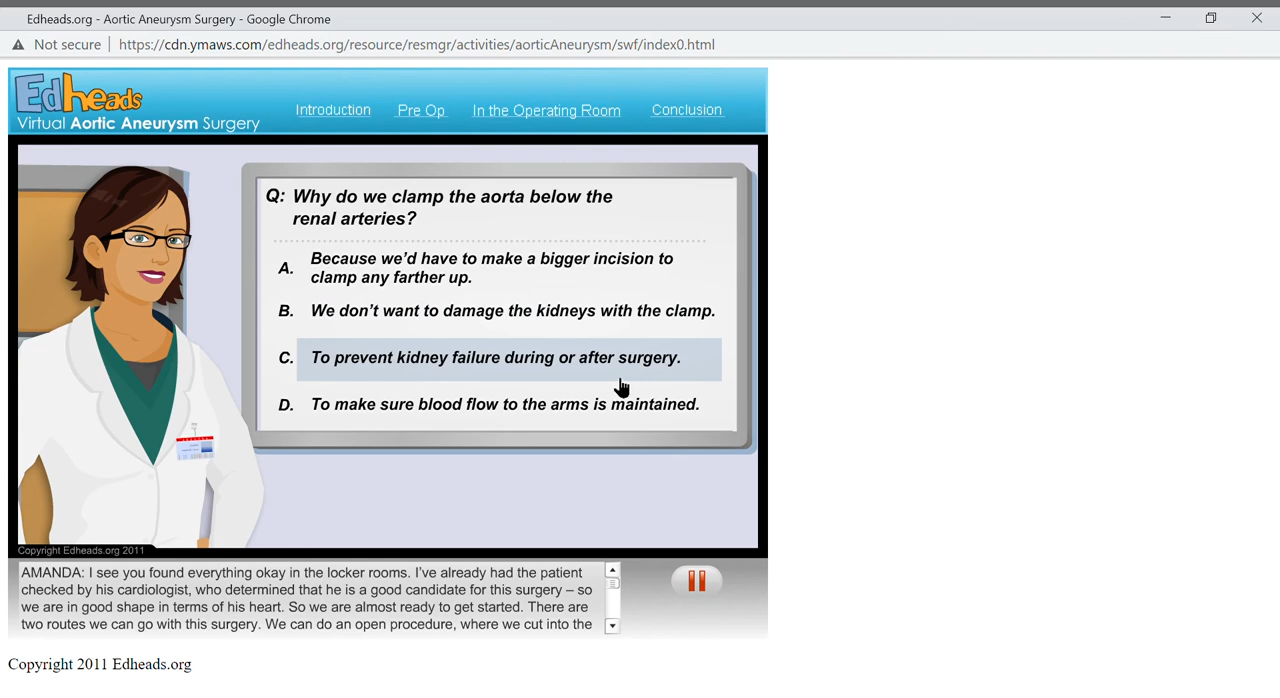 Edheads.org - Aortic Aneurysm Surgery - Google Chrome
Not secure
https://cdn.ymaws.com/edheads.org/resource/resmgr/activities/aorticAneurysm/swf/index0.html
Edheads
Virtual Aortic Aneurysm Surgery
Introduction
Pre Op
In the Operating Room
Conclusion
Q: Why do we clamp the aorta below the
renal arteries?
A. Because we'd have to make a bigger incision to
clamp any farther up.
B. We don't want to damage the kidneys with the clamp.
C. To prevent kidney failure during or after surgery.
D. To make sure blood flow to the arms is maintained.
Copyright Edheads.org 2011
AMANDA: I see you found everything okay in the locker rooms. I've already had the patient
checked by his cardiologist, who determined that he is a good candidate for this surgery – so
we are in good shape in terms of his heart. So we are almost ready to get started. There are
two routes we can go with this surgery. We can do an open procedure, where we cut into the
Copyright 2011 Edheads.org